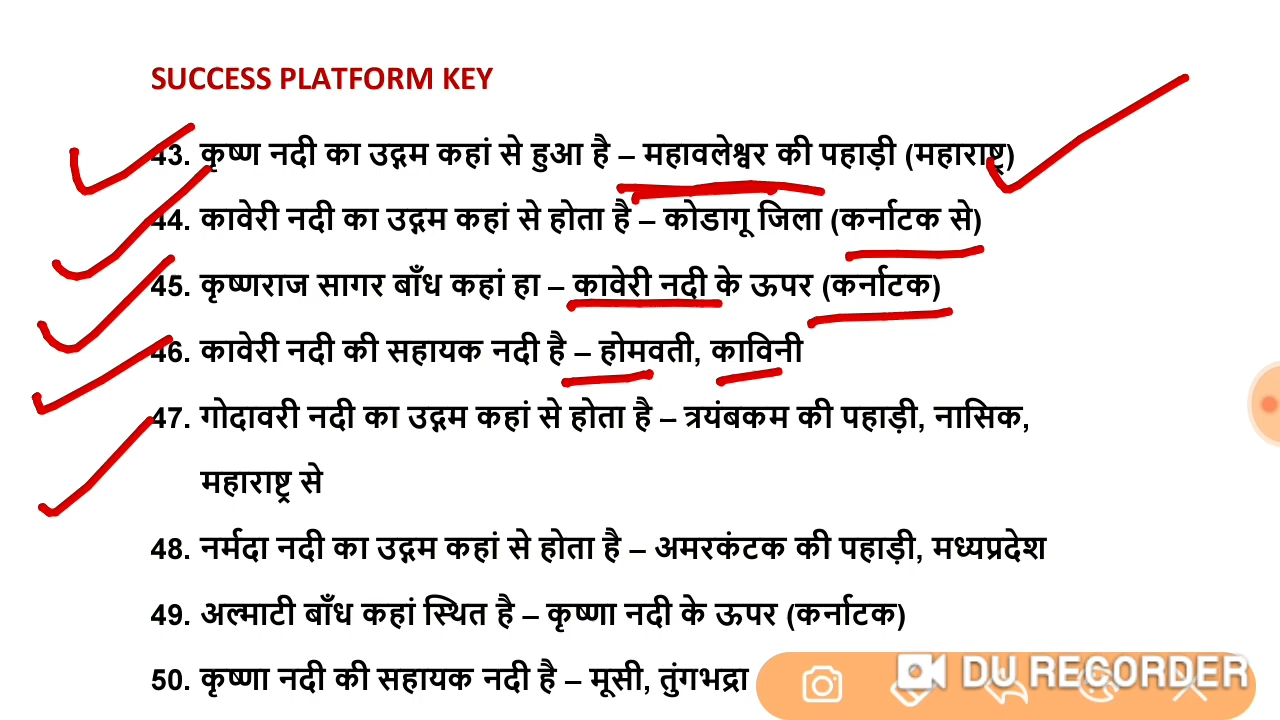 SUCCESS PLATFORM KEY
43. कृष्ण नदी का उद्गम कहां से हुआ है – महावलेश्वर की पहाड़ी (महाराष्ट्र)
44. कावेरी नदी का उद्गम कहां से होता है – कोडागू जिला (कर्नाटक से)
45. कृष्णराज सागर बाँध कहां हा – कावेरी नदी के ऊपर (कर्नाटक)
46. कावेरी नदी की सहायक नदी है – होमवती, काविनी
47. गोदावरी नदी का उद्गम कहां से होता है – त्रयंबकम की पहाड़ी, नासिक,
महाराष्ट्र से
48. नर्मदा नदी का उद्गम कहां से होता है – अमरकंटक की पहाड़ी, मध्यप्रदेश
49. अल्माटी बाँध कहां स्थित है – कृष्णा नदी के ऊपर (कर्नाटक)
50. कृष्णा नदी की सहायक नदी है – मूसी, तुंगभद्रा
DU RECORDER